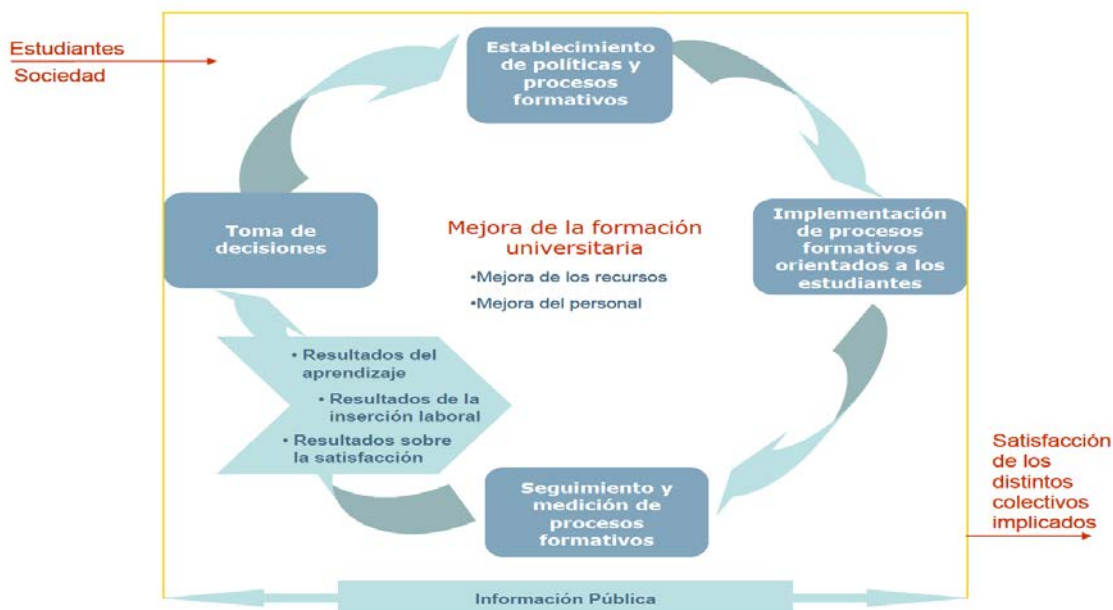 Estudiantes
Sociedad
Establecimiento
de políticas y
procesos
formativos
Toma de
decisiones
Mejora de la formación
universitaria
•Mejora de los recursos
•Mejora del personal
Implementación
de procesos
formativos
orientados a los
estudiantes
• Resultados del
aprendizaje
• Resultados de la
inserción laboral
• Resultados sobre
la satisfacción
Seguimiento y
medición de
procesos
formativos
Satisfacción
de los
distintos
colectivos
implicados
Información Pública